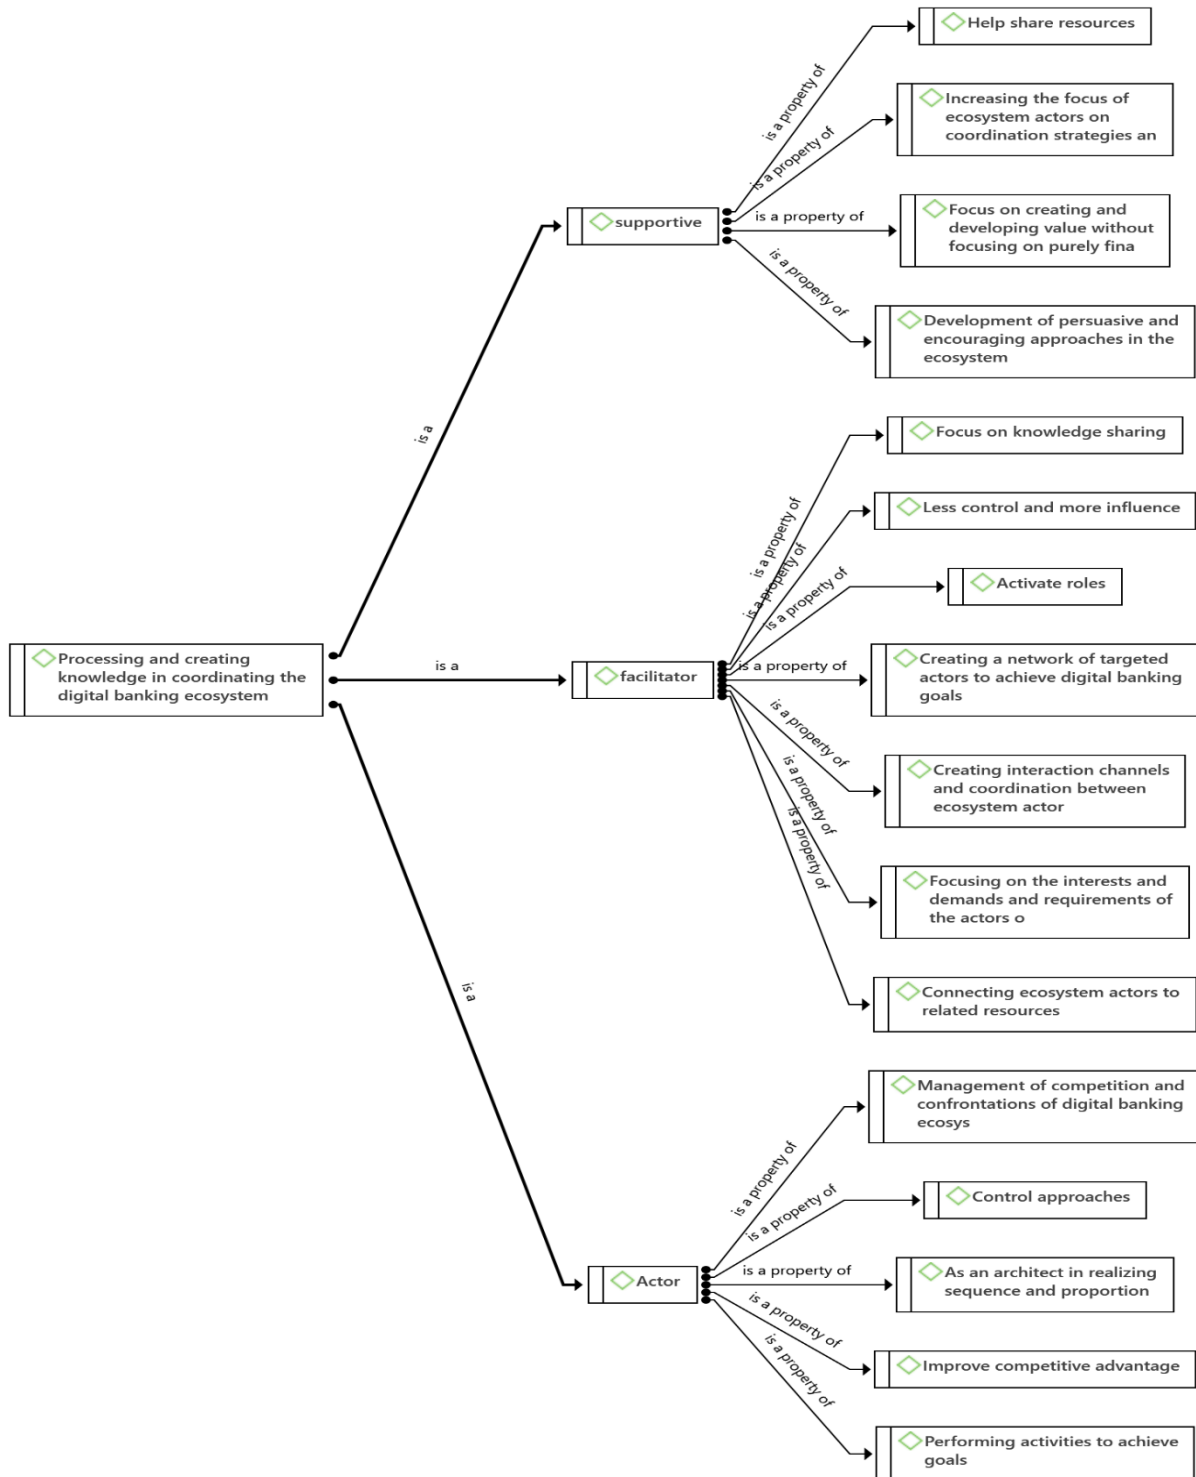 Help share resources
is a property of
Increasing the focus of
ecosystem actors on
coordination strategies an
is a property of
supportive
is a property of
Focus on creating and
developing value without
focusing on purely fina
is a property of
Development of persuasive and
encouraging approaches in the
ecosystem
is a
Focus on knowledge sharing
is a property of
Less control and more influence
is a property of
Activate roles
is a property of
Processing and creating
knowledge in coordinating the
digital banking ecosystem
is a
facilitator
is a property of
Creating a network of targeted
actors to achieve digital banking
goals
is a property of
Creating interaction channels
and coordination between
ecosystem actor
is a property of
Focusing on the interests and
demands and requirements of
the actors o
is a property of
Connecting ecosystem actors to
related resources
is a
Management of competition and
confrontations of digital banking
ecosys
is a property of
Control approaches
is a property of
Actor
is a property of
As an architect in realizing
sequence and proportion
is a property of
Improve competitive advantage
is a property of
Performing activities to achieve
goals